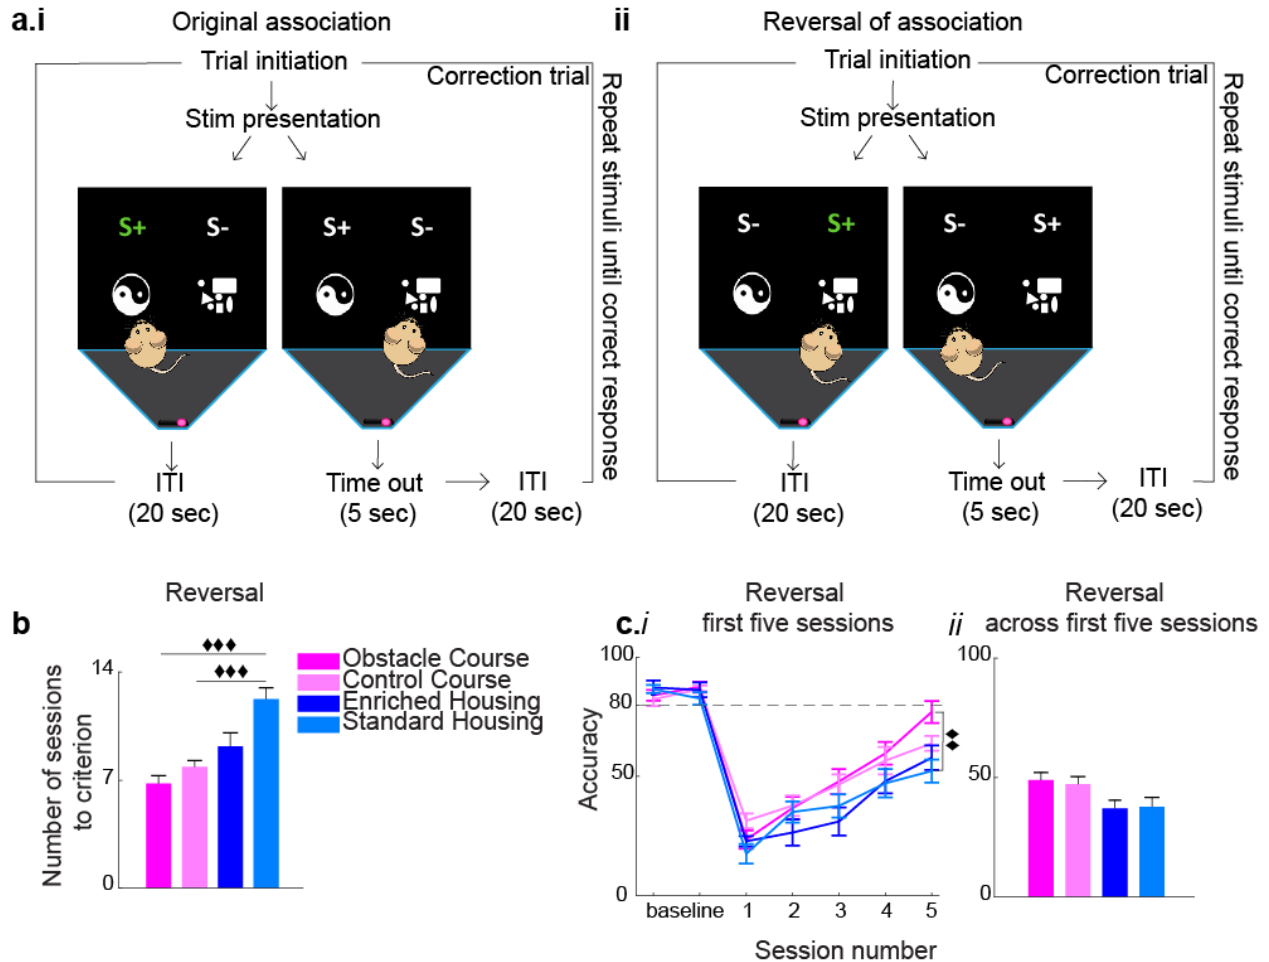 a.i
Original association
Trial initiation
Correction trial
Stim presentation
S+ S-
S+ S-
Repeat stimuli until correct response
ITI
(20 sec)
Time out
(5 sec)
ITI
(20 sec)
ii
Reversal of association
Trial initiation
Correction trial
Stim presentation
S- S+
S- S+
Repeat stimuli until correct response
ITI
(20 sec)
Time out
(5 sec)
ITI
(20 sec)
b
Reversal
Number of sessions
to criterion
14
7
0
♦♦♦
♦♦♦
Obstacle Course
Control Course
Enriched Housing
Standard Housing
c.i
Reversal
first five sessions
Accuracy
100
80
50
0
♦♦
baseline 1 2 3 4 5
Session number
ii
Reversal
across first five sessions
100
50
0